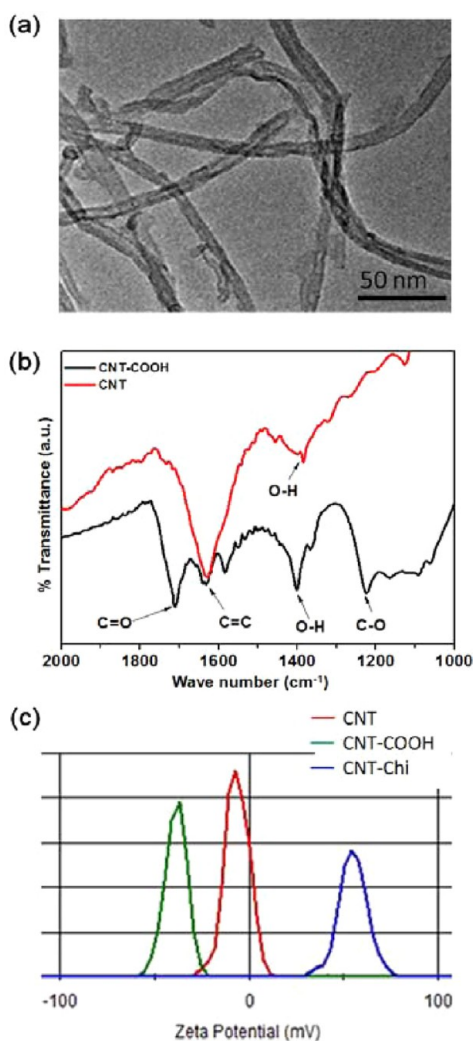 (a)
50 nm
(b)
CNT-COOH
CNT
% Transmittance (a.u.)
O-H
C=O
C=C
O-H
C-O
2000 1800 1600 1400 1200 1000
Wave number (cm⁻¹)
(c)
CNT
CNT-COOH
CNT-Chi
-100 0 100
Zeta Potential (mV)